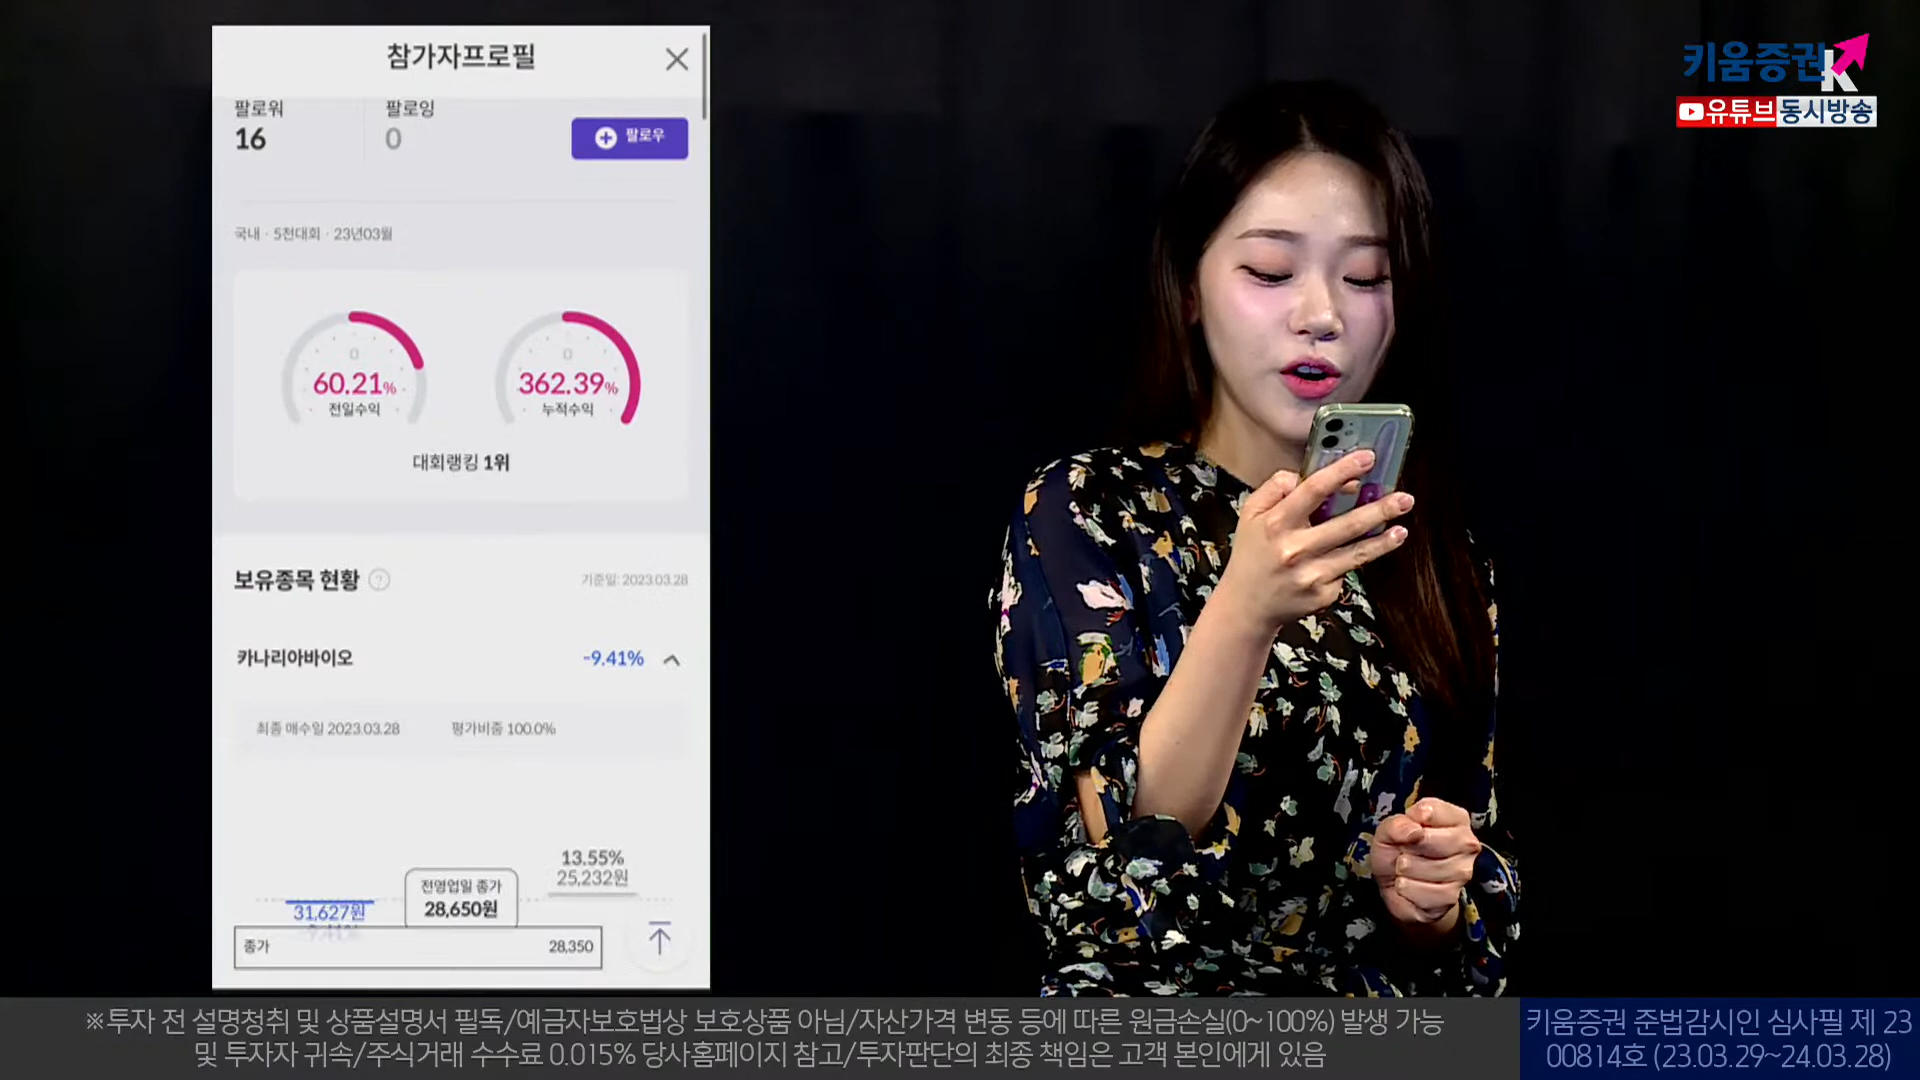 참가자프로필
팔로워
16
팔로잉
0
팔로우
국내 · 5천대회 · 23년03월
0
60.21%
전일수익
0
362.39%
누적수익
대회랭킹 1위
보유종목 현황 ?
기준일: 2023.03.28
카나리아바이오
-9.41%
최종 매수일 2023.03.28
평가비중 100.0%
13.55%
25,232원
전영업일 종가
28,650원
31,627원
-9.41%
종가
28,350
키움증권
K
유튜브동시방송
※투자 전 설명청취 및 상품설명서 필독/예금자보호법상 보호상품 아님/자산가격 변동 등에 따른 원금손실(0~100%) 발생 가능
및 투자자 귀속/주식거래 수수료 0.015% 당사홈페이지 참고/투자판단의 최종 책임은 고객 본인에게 있음
키움증권 준법감시인 심사필 제 23
00814호 (23.03.29~24.03.28)